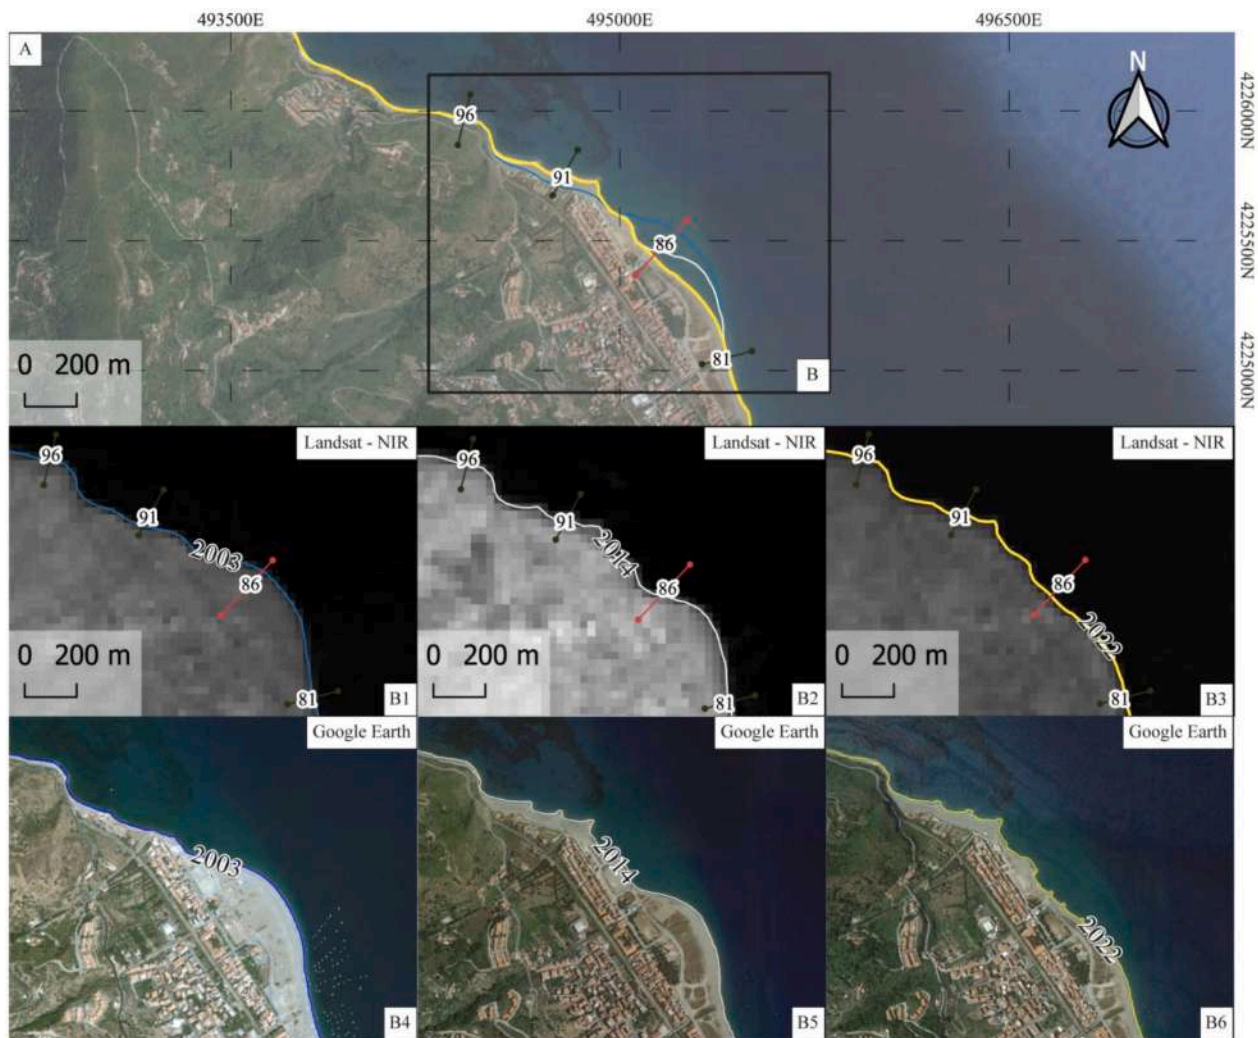 493500E 495000E 496500E
A
N
4226000N
96
91
86
4225500N
81
0 200 m
B
4225000N
Landsat - NIR
Landsat - NIR
Landsat - NIR
96
91
2003
86
0 200 m
81
B1
96
91
2014
86
0 200 m
81
B2
96
91
86
2022
0 200 m
81
B3
Google Earth
Google Earth
Google Earth
2003
B4
2014
B5
2022
B6